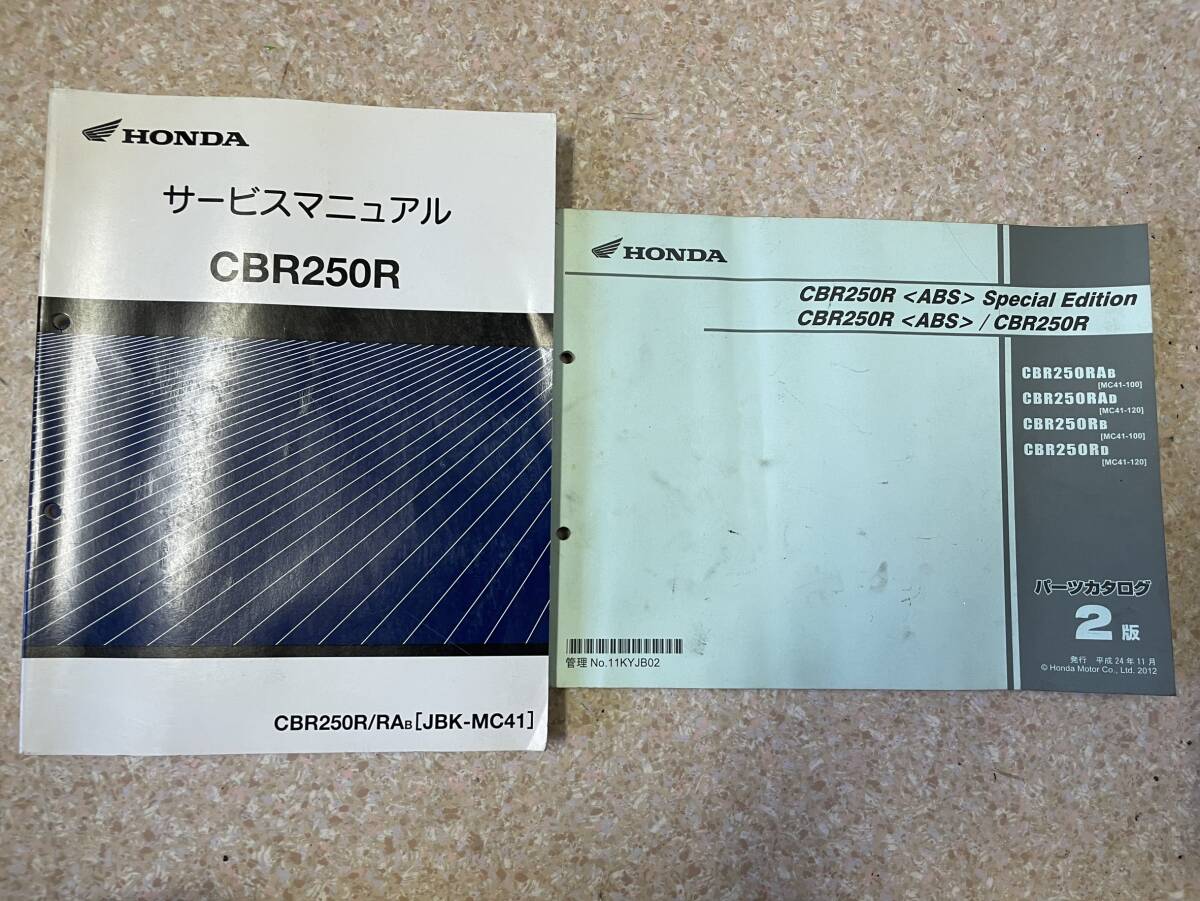 HONDA
サービスマニュアル
CBR250R
CBR250R/RAB [JBK-MC41]
HONDA
CBR250R <ABS> Special Edition
CBR250R <ABS> / CBR250R
CBR250RAB
[MC41-100]
CBR250RAD
[MC41-120]
CBR250RB
[MC41-100]
CBR250RD
[MC41-120]
パーツカタログ
2版
発行 平成24年11月
© Honda Motor Co., Ltd. 2012
管理 No.11KYJB02